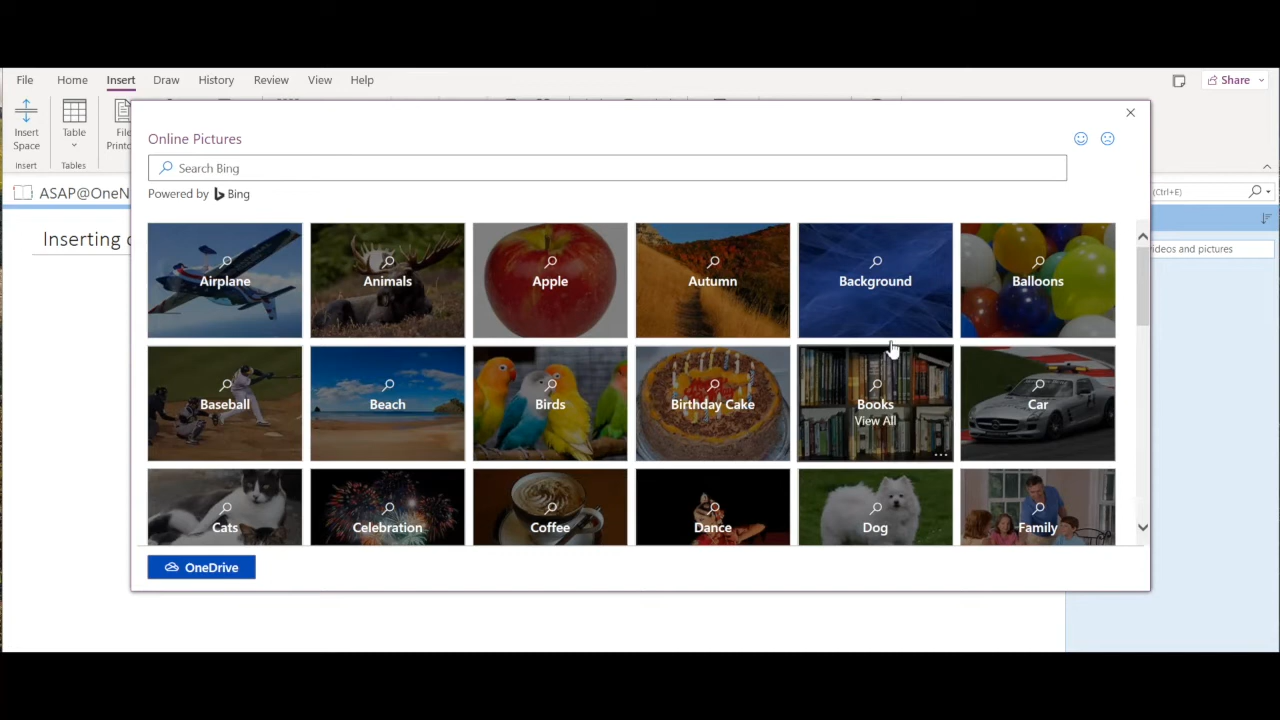 File Home Insert Draw History Review View Help Share
Insert Space
Table
File
Insert
Tables
Online Pictures
Search Bing
Powered by Bing
ASAP@OneN
(Ctrl+E)
Inserting
videos and pictures
Airplane Animals Apple Autumn Background Balloons
Baseball Beach Birds Birthday Cake Books Car
View All
Cats Celebration Coffee Dance Dog Family
OneDrive